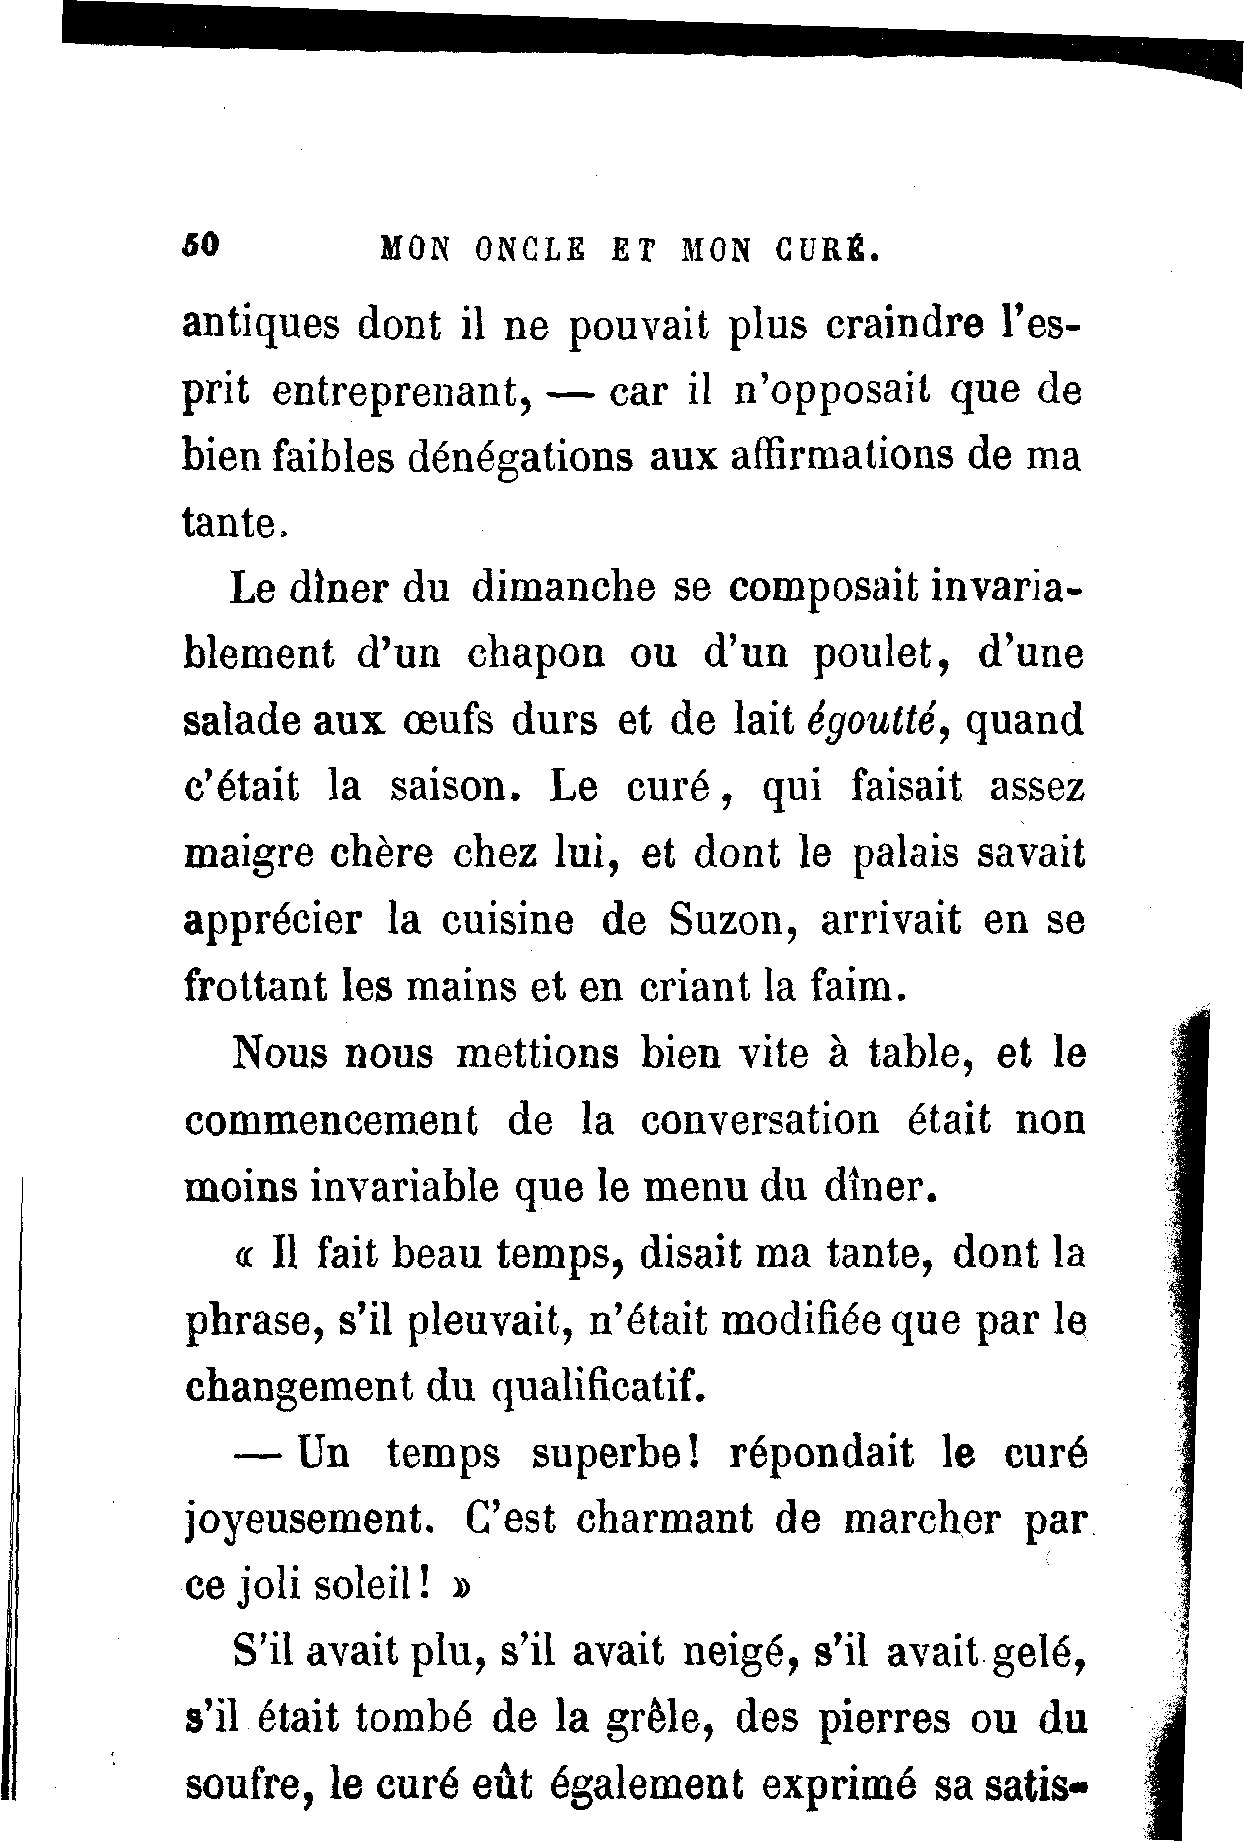 50 MON ONCLE ET MON CURÉ.
antiques dont il ne pouvait plus craindre l'es-
prit entreprenant, — car il n'opposait que de
bien faibles dénégations aux affirmations de ma
tante.
Le dîner du dimanche se composait invaria-
blement d'un chapon ou d'un poulet, d'une
salade aux œufs durs et de lait égoutté, quand
c'était la saison. Le curé, qui faisait assez
maigre chère chez lui, et dont le palais savait
apprécier la cuisine de Suzon, arrivait en se
frottant les mains et en criant la faim.
Nous nous mettions bien vite à table, et le
commencement de la conversation était non
moins invariable que le menu du dîner.
« Il fait beau temps, disait ma tante, dont la
phrase, s'il pleuvait, n'était modifiée que par le
changement du qualificatif.
— Un temps superbe! répondait le curé
joyeusement. C'est charmant de marcher par
ce joli soleil! »
S'il avait plu, s'il avait neigé, s'il avait gelé,
s'il était tombé de la grêle, des pierres ou du
soufre, le curé eût également exprimé sa satis-